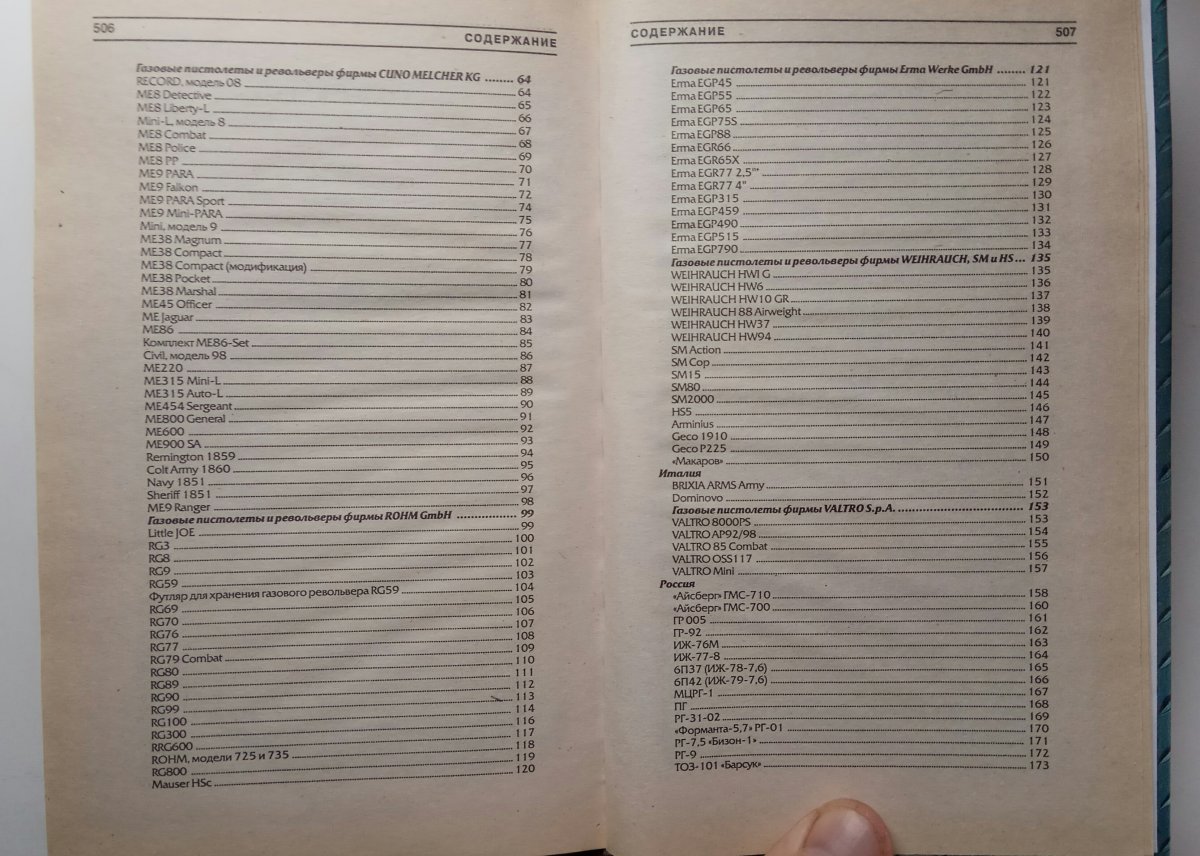 506
СОДЕРЖАНИЕ
Газовые пистолеты и револьверы фирмы CUNO MELCHER KG ........ 64
RECORD, модель 08 ........ 64
ME8 Detective ........ 65
ME8 Liberty-L ........ 66
Mini-L, модель 8 ........ 67
ME8 Combat ........ 68
ME8 Police ........ 69
ME8 PP ........ 70
ME9 PARA ........ 71
ME9 Falkon ........ 72
ME9 PARA Sport ........ 74
ME9 Mini-PARA ........ 75
Mini, модель 9 ........ 76
ME38 Magnum ........ 77
ME38 Compact ........ 78
ME38 Compact (модификация) ........ 79
ME38 Pocket ........ 80
ME38 Marshal ........ 81
ME45 Officer ........ 82
ME Jaguar ........ 83
ME86 ........ 84
Комплект ME86-Set ........ 85
Civil, модель 98 ........ 86
ME220 ........ 87
ME315 Mini-L ........ 88
ME315 Auto-L ........ 89
ME454 Sergeant ........ 90
ME800 General ........ 91
ME600 ........ 92
ME900 SA ........ 93
Remington 1859 ........ 94
Colt Army 1860 ........ 95
Navy 1851 ........ 96
Sheriff 1851 ........ 97
ME9 Ranger ........ 98
Газовые пистолеты и револьверы фирмы ROHM GmbH ........ 99
Little JOE ........ 99
RG3 ........ 100
RG8 ........ 101
RG9 ........ 102
RG59 ........ 103
Футляр для хранения газового револьвера RG59 ........ 104
RG69 ........ 105
RG70 ........ 106
RG76 ........ 107
RG77 ........ 108
RG79 Combat ........ 109
RG80 ........ 110
RG89 ........ 111
RG90 ........ 112
RG99 ........ 113
RG100 ........ 114
RG300 ........ 116
RRG600 ........ 117
ROHM, модели 725 и 735 ........ 118
RG800 ........ 119
Mauser HSc ........ 120
СОДЕРЖАНИЕ
507
Газовые пистолеты и револьверы фирмы Erma Werke GmbH ........ 121
Erma EGP45 ........ 121
Erma EGP55 ........ 122
Erma EGP65 ........ 123
Erma EGP75S ........ 124
Erma EGP88 ........ 125
Erma EGR66 ........ 126
Erma EGR65X ........ 127
Erma EGR77 2,5"" ........ 128
Erma EGR77 4" ........ 129
Erma EGP315 ........ 130
Erma EGP459 ........ 131
Erma EGP490 ........ 132
Erma EGP515 ........ 133
Erma EGP790 ........ 134
Газовые пистолеты и револьверы фирмы WEIHRAUCH, SM и HS ... 135
WEIHRAUCH HW1 G ........ 135
WEIHRAUCH HW6 ........ 136
WEIHRAUCH HW10 GR ........ 137
WEIHRAUCH 88 Airweight ........ 138
WEIHRAUCH HW37 ........ 139
WEIHRAUCH HW94 ........ 140
SM Action ........ 141
SM Cop ........ 142
SM15 ........ 143
SM80 ........ 144
SM2000 ........ 145
HS5 ........ 146
Arminius ........ 147
Geco 1910 ........ 148
Geco P225 ........ 149
«Макаров» ........ 150
Италия
BRIXIA ARMS Army ........ 151
Dominovo ........ 152
Газовые пистолеты фирмы VALTRO S.p.A. ........ 153
VALTRO 8000PS ........ 153
VALTRO AP92/98 ........ 154
VALTRO 85 Combat ........ 155
VALTRO OSS117 ........ 156
VALTRO Mini ........ 157
Россия
«Айсберг» ГМС-710 ........ 158
«Айсберг» ГМС-700 ........ 160
ГР 005 ........ 161
ГР-92 ........ 162
ИЖ-76М ........ 163
ИЖ-77-8 ........ 164
6П37 (ИЖ-78-7,6) ........ 165
6П42 (ИЖ-79-7,6) ........ 166
МЦРГ-1 ........ 167
ПГ ........ 168
РГ-31-02 ........ 169
«Форманта-5,7» РГ-01 ........ 170
РГ-7,5 «Бизон-1» ........ 171
РГ-9 ........ 172
ТОЗ-101 «Барсук» ........ 173